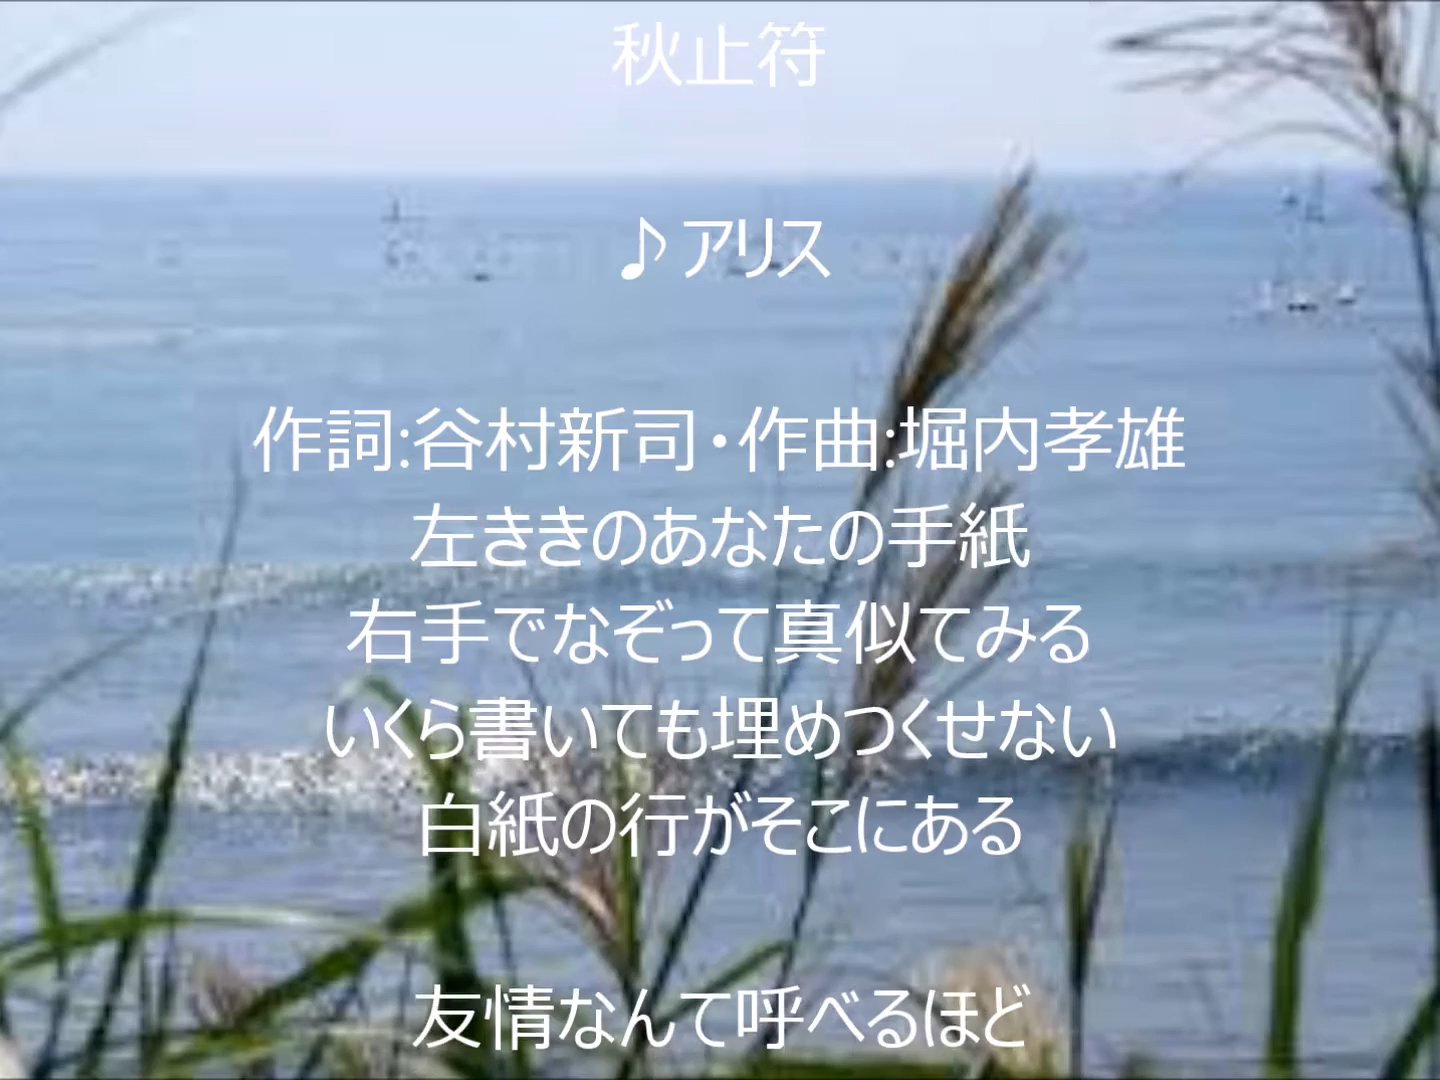 秋止符
♪アリス
作詞:谷村新司・作曲:堀内孝雄
左ききのあなたの手紙
右手でなぞって真似てみる
いくら書いても埋めつくせない
白紙の行がそこにある
友情なんて呼べるほど